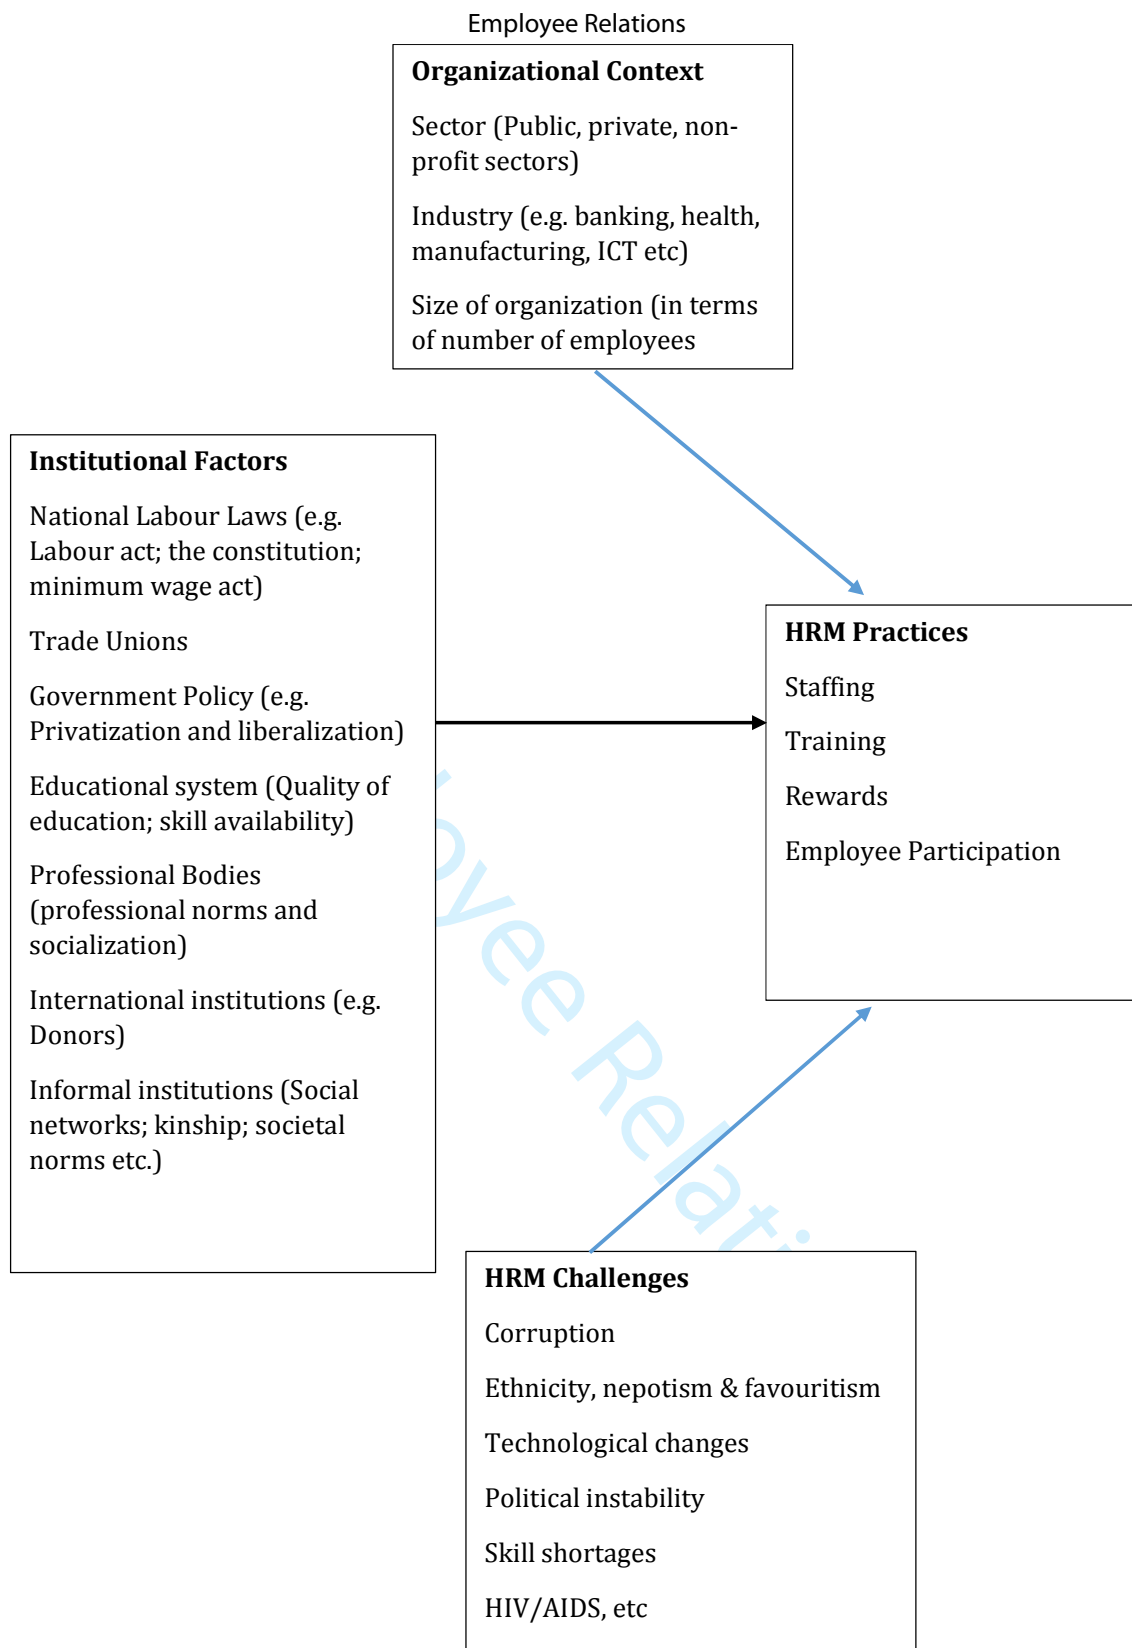 Employee Relations
Organizational Context
Sector (Public, private, non-
profit sectors)
Industry (e.g. banking, health,
manufacturing, ICT etc)
Size of organization (in terms
of number of employees
Institutional Factors
National Labour Laws (e.g.
Labour act; the constitution;
minimum wage act)
Trade Unions
Government Policy (e.g.
Privatization and liberalization)
Educational system (Quality of
education; skill availability)
Professional Bodies
(professional norms and
socialization)
International institutions (e.g.
Donors)
Informal institutions (Social
networks; kinship; societal
norms etc.)
HRM Practices
Staffing
Training
Rewards
Employee Participation
HRM Challenges
Corruption
Ethnicity, nepotism & favouritism
Technological changes
Political instability
Skill shortages
HIV/AIDS, etc
oyee Relati